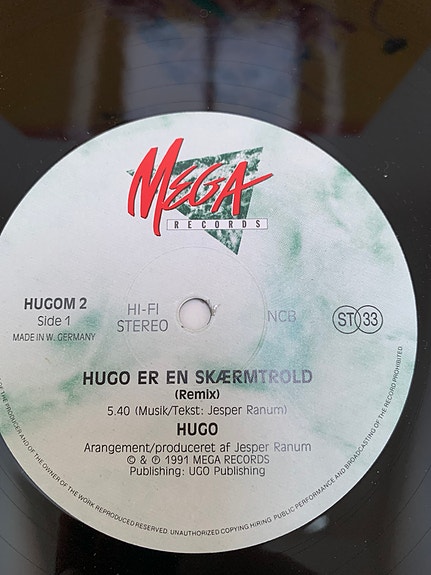 MEGA
RECORDS
HUGOM 2
Side 1
MADE IN W. GERMANY
HI-FI
STEREO
NCB
ST 33
HUGO ER EN SKÆRMTROLD
(Remix)
5.40 (Musik/Tekst: Jesper Ranum)
HUGO
Arangement/produceret af Jesper Ranum
© & ℗ 1991 MEGA RECORDS
Publishing: UGO Publishing
OF THE PRODUCER AND OF THE OWNER OF THE WORK REPRODUCED RESERVED. UNAUTHORIZED COPYING HIRING PUBLIC PERFORMANCE AND BROADCASTING OF THE RECORD PROHIBITED.